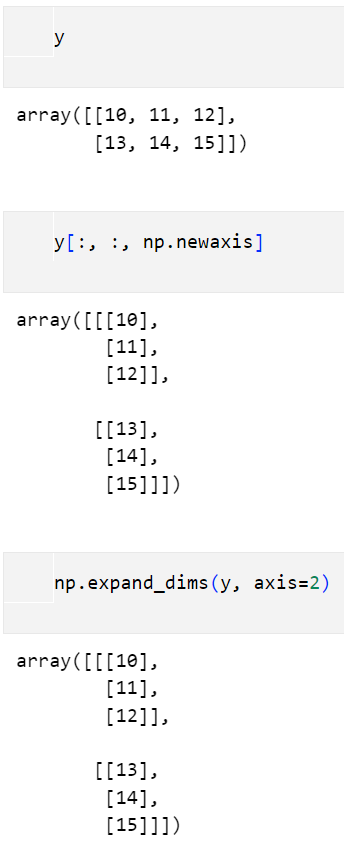 y
array([[10, 11, 12],
       [13, 14, 15]])
y[:, :, np.newaxis]
array([[[10],
        [11],
        [12]],
       [[13],
        [14],
        [15]]])
np.expand_dims(y, axis=2)
array([[[10],
        [11],
        [12]],
       [[13],
        [14],
        [15]]])